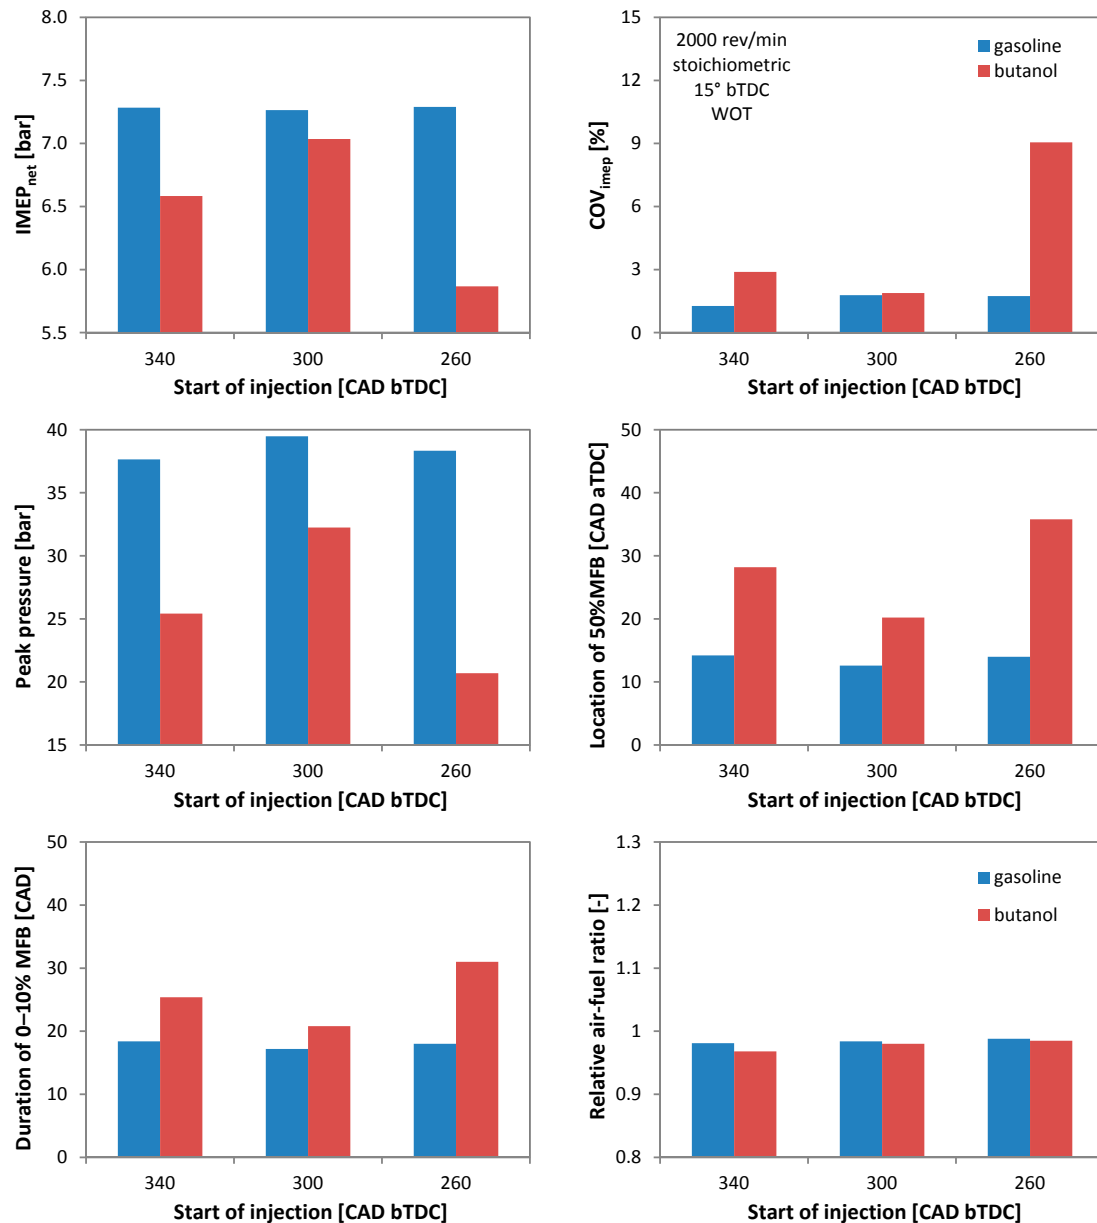 IMEPnet [bar]
8.0
7.5
7.0
6.5
6.0
5.5
340 300 260
Start of injection [CAD bTDC]
COVimep [%]
15
12
9
6
3
0
2000 rev/min
stoichiometric
15° bTDC
WOT
gasoline
butanol
340 300 260
Start of injection [CAD bTDC]
Peak pressure [bar]
40
35
30
25
20
15
340 300 260
Start of injection [CAD bTDC]
Location of 50%MFB [CAD aTDC]
50
40
30
20
10
0
340 300 260
Start of injection [CAD bTDC]
Duration of 0–10% MFB [CAD]
50
40
30
20
10
0
340 300 260
Start of injection [CAD bTDC]
Relative air-fuel ratio [-]
1.3
1.2
1.1
1
0.9
0.8
gasoline
butanol
340 300 260
Start of injection [CAD bTDC]